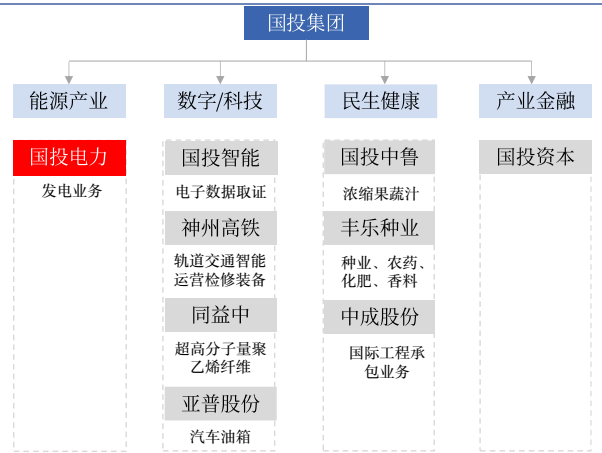 国投集团
能源产业
数字/科技
民生健康
产业金融
国投电力
发电业务
国投智能
电子数据取证
神州高铁
轨道交通智能
运营检修装备
同益中
超高分子量聚
乙烯纤维
亚普股份
汽车油箱
国投中鲁
浓缩果蔬汁
丰乐种业
种业、农药、
化肥、香料
中成股份
国际工程承
包业务
国投资本